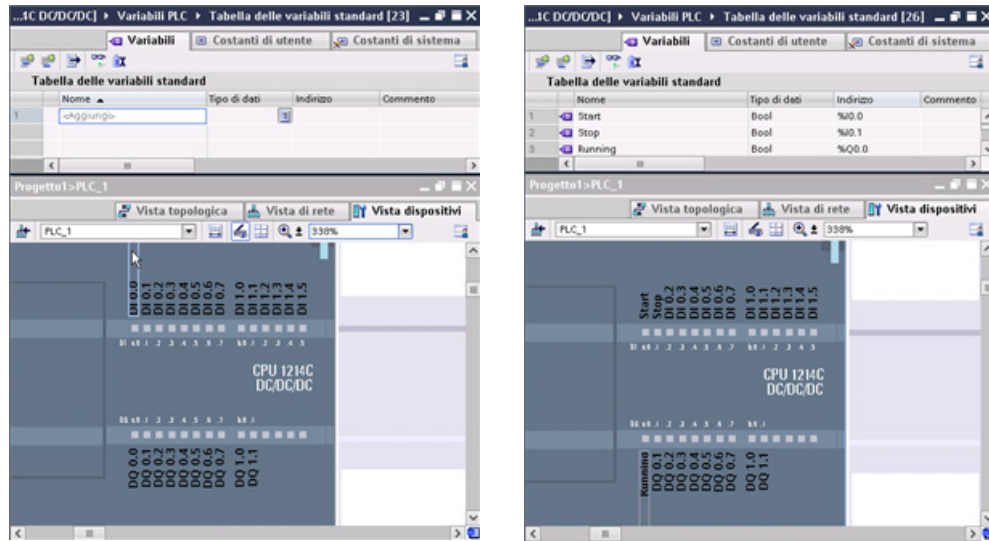 ...1C DC/DC/DC] ▸ Variabili PLC ▸ Tabella delle variabili standard [23]
Variabili Costanti di utente Costanti di sistema
Tabella delle variabili standard
Nome Tipo di dati Indirizzo Commento
1 <Aggiungi>
Progetto1>PLC_1
Vista topologica Vista di rete Vista dispositivi
PLC_1 338%
DI 0.0
DI 0.1
DI 0.2
DI 0.3
DI 0.4
DI 0.5
DI 0.6
DI 0.7
DI 1.0
DI 1.1
DI 1.2
DI 1.3
DI 1.4
DI 1.5
CPU 1214C
DC/DC/DC
DQ 0.0
DQ 0.1
DQ 0.2
DQ 0.3
DQ 0.4
DQ 0.5
DQ 0.6
DQ 0.7
DQ 1.0
DQ 1.1
...1C DC/DC/DC] ▸ Variabili PLC ▸ Tabella delle variabili standard [26]
Variabili Costanti di utente Costanti di sistema
Tabella delle variabili standard
Nome Tipo di dati Indirizzo Commento
1 Start Bool %I0.0
2 Stop Bool %I0.1
3 Running Bool %Q0.0
Progetto1>PLC_1
Vista topologica Vista di rete Vista dispositivi
PLC_1 338%
Start
Stop
DI 0.2
DI 0.3
DI 0.4
DI 0.5
DI 0.6
DI 0.7
DI 1.0
DI 1.1
DI 1.2
DI 1.3
DI 1.4
DI 1.5
CPU 1214C
DC/DC/DC
Running
DQ 0.1
DQ 0.2
DQ 0.3
DQ 0.4
DQ 0.5
DQ 0.6
DQ 0.7
DQ 1.0
DQ 1.1